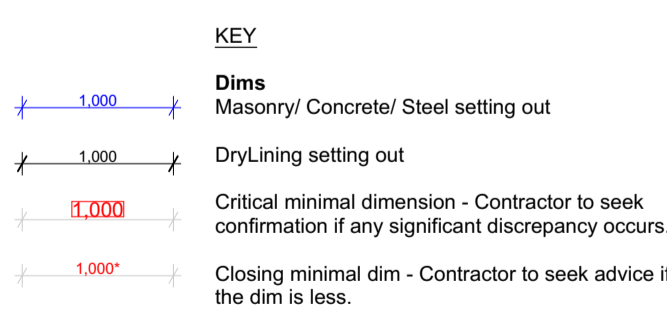 KEY
Dims
1,000
Masonry/ Concrete/ Steel setting out
1,000
DryLining setting out
1,000
Critical minimal dimension - Contractor to seek
confirmation if any significant discrepancy occurs.
1,000*
Closing minimal dim - Contractor to seek advice if
the dim is less.